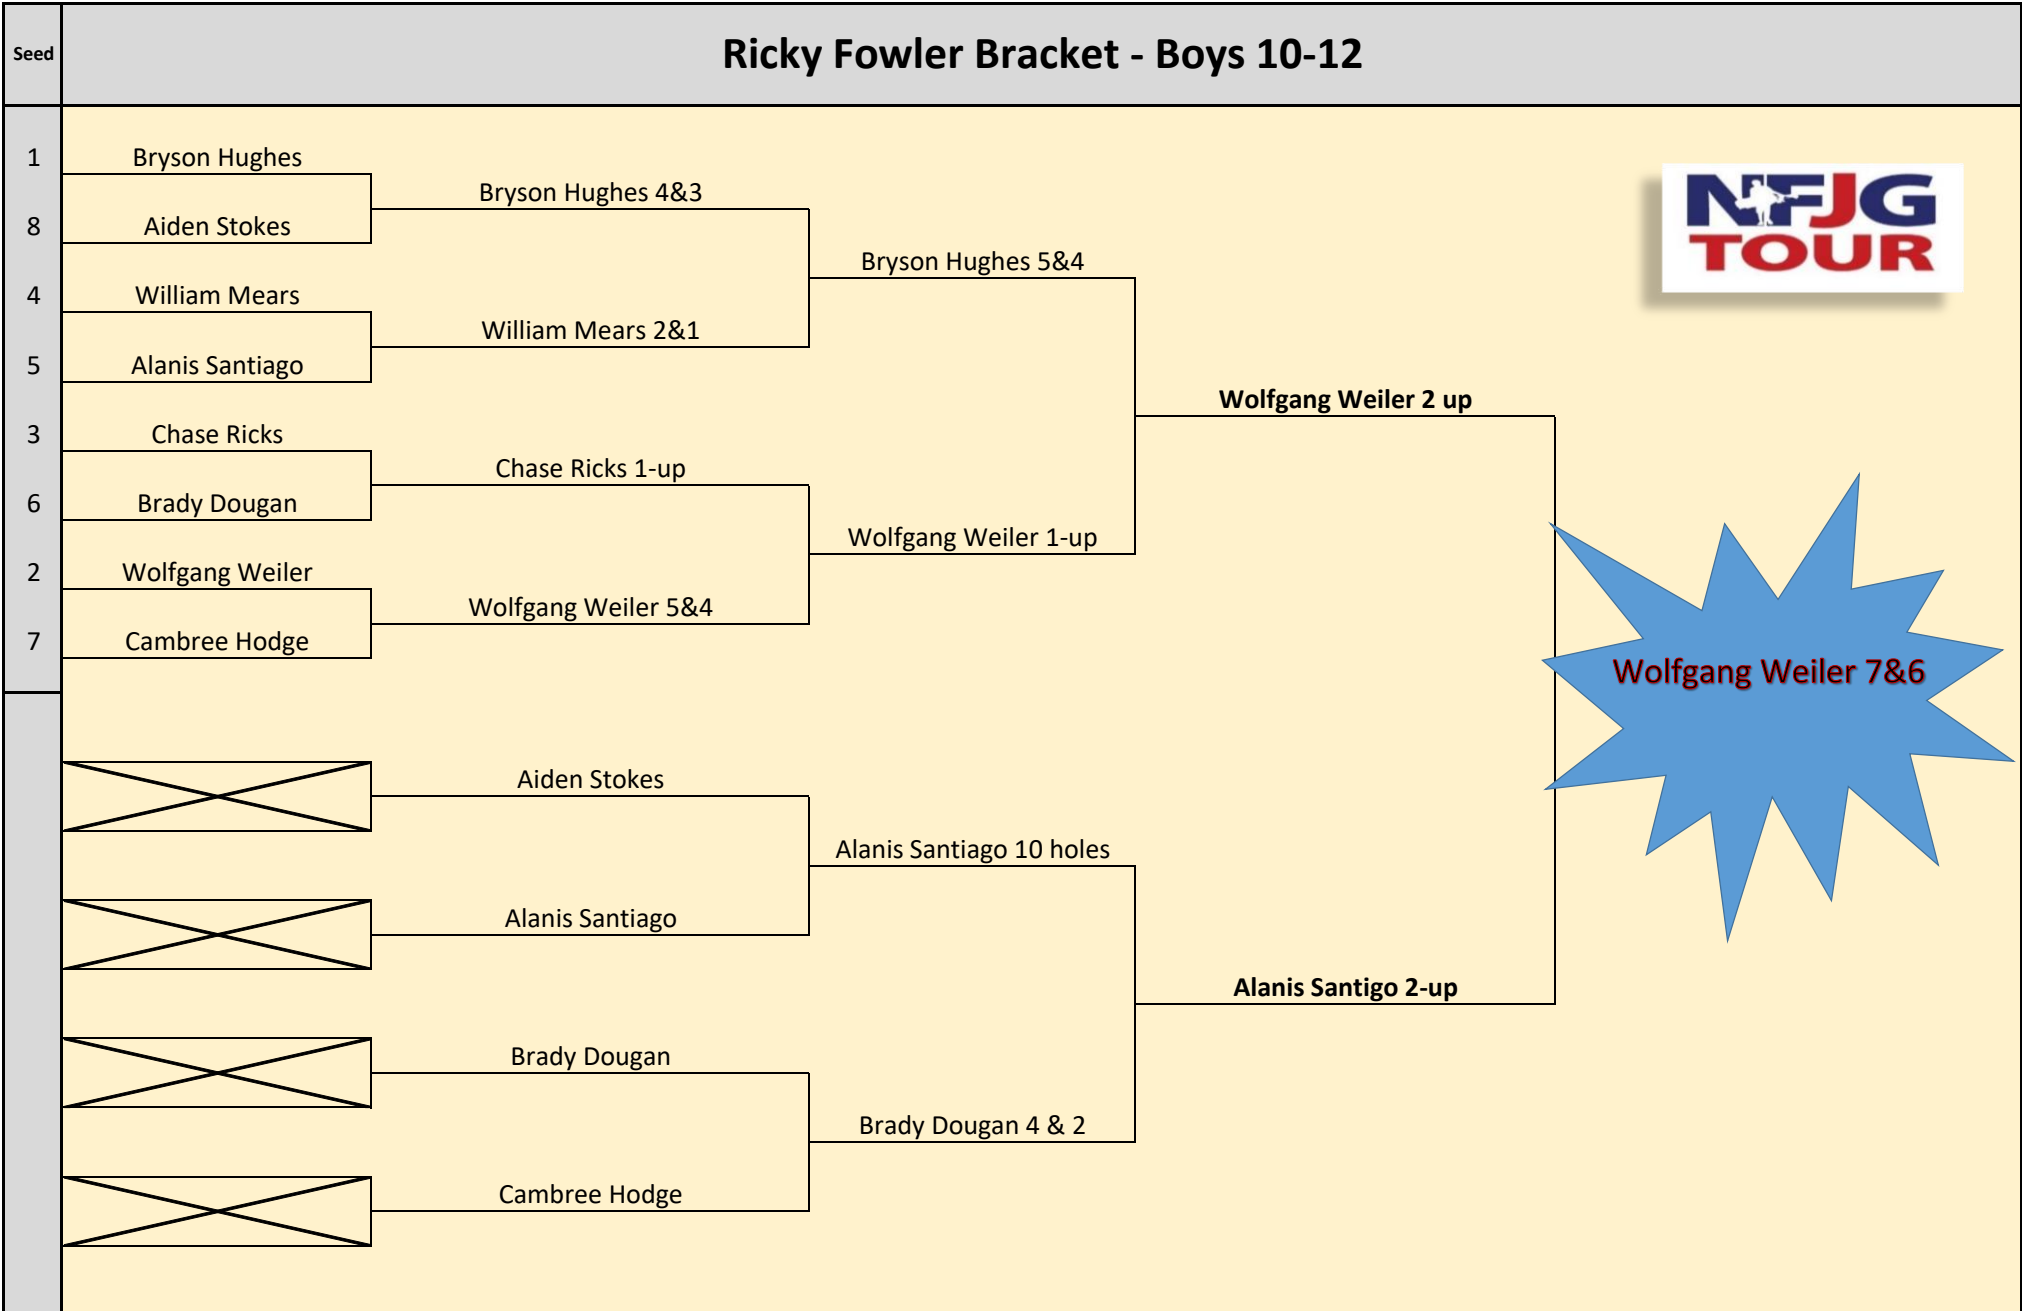 Seed
Ricky Fowler Bracket - Boys 10-12
NFJG
TOUR
1
Bryson Hughes
Bryson Hughes 4&3
8
Aiden Stokes
Bryson Hughes 5&4
4
William Mears
William Mears 2&1
5
Alanis Santiago
Wolfgang Weiler 2 up
3
Chase Ricks
Chase Ricks 1-up
6
Brady Dougan
Wolfgang Weiler 1-up
2
Wolfgang Weiler
Wolfgang Weiler 5&4
7
Cambree Hodge
Wolfgang Weiler 7&6
Aiden Stokes
Alanis Santiago 10 holes
Alanis Santiago
Alanis Santigo 2-up
Brady Dougan
Brady Dougan 4 & 2
Cambree Hodge